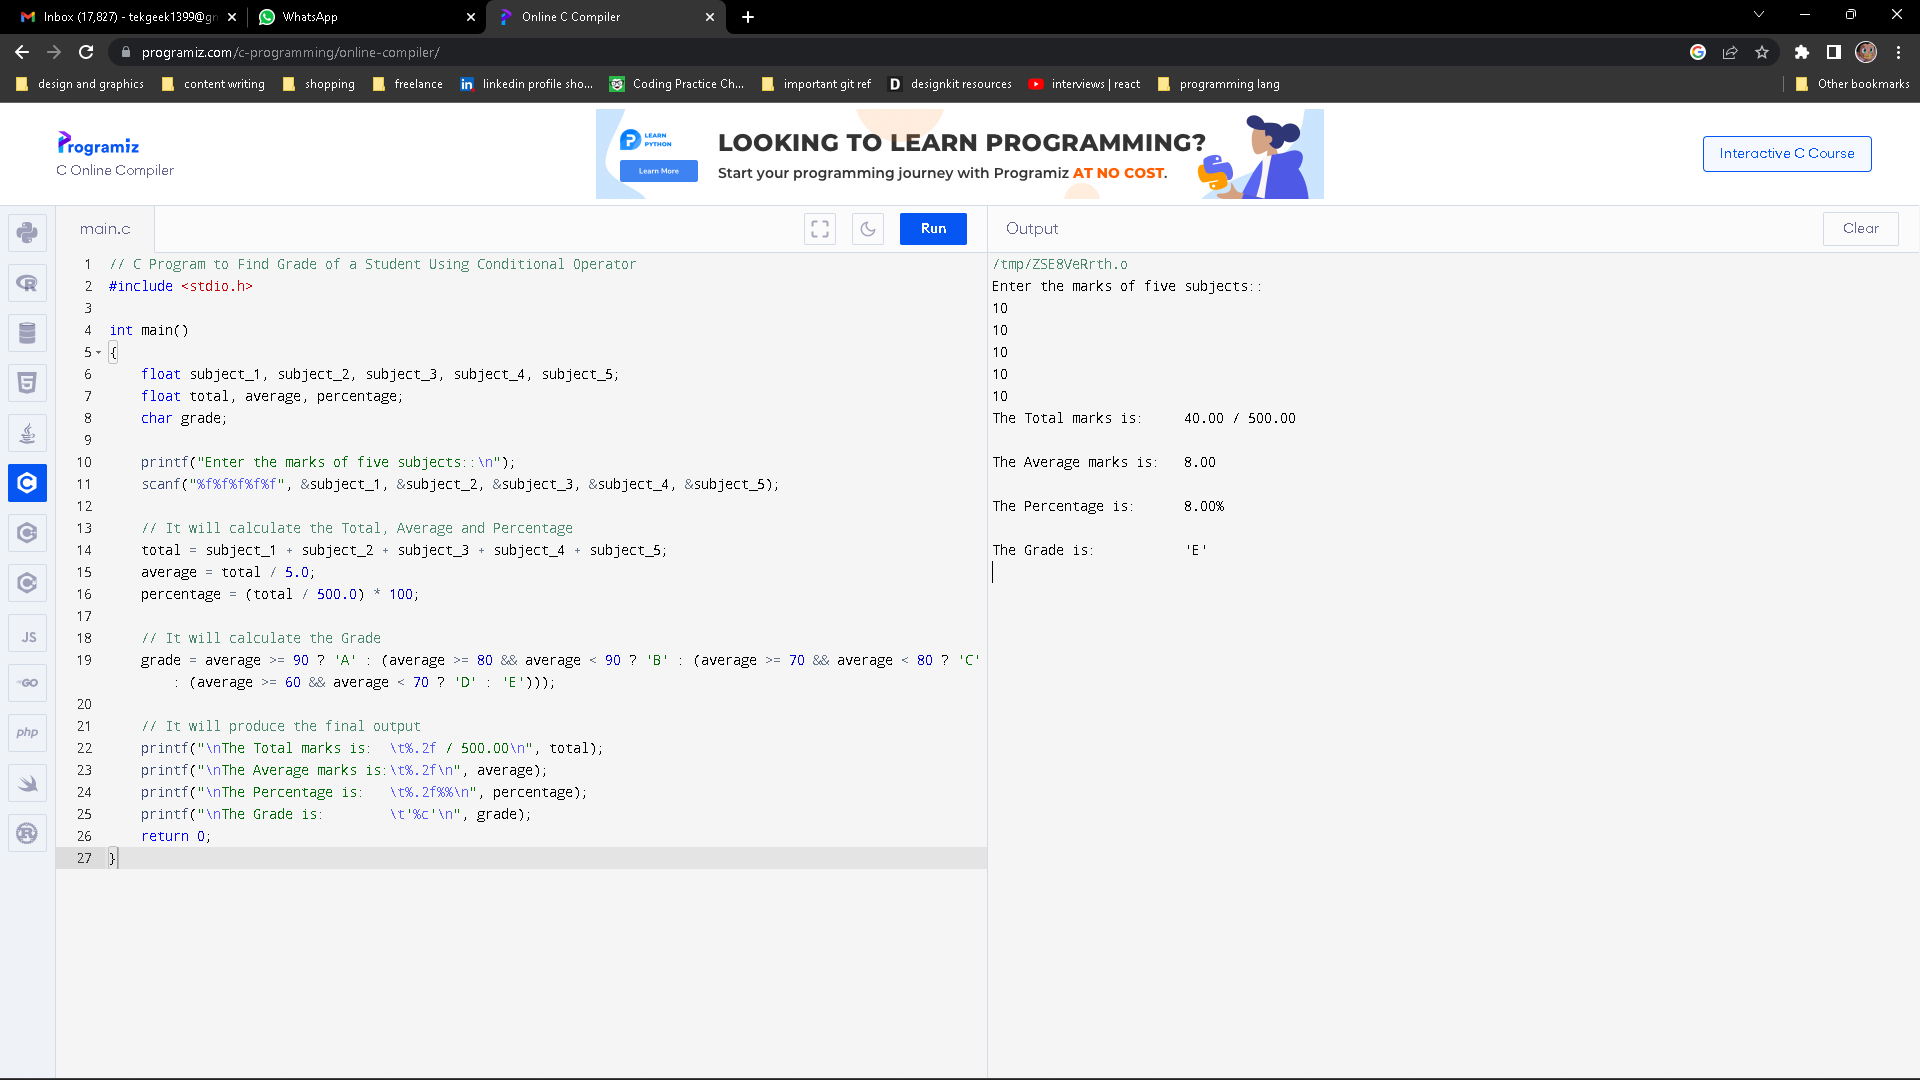 Inbox (17,827) - tekgeek1399@gm
WhatsApp
Online C Compiler
programiz.com/c-programming/online-compiler/
design and graphics
content writing
shopping
freelance
linkedin profile sho...
Coding Practice Ch...
important git ref
designkit resources
interviews | react
programming lang
Other bookmarks
Programiz
C Online Compiler
LEARN
PYTHON
Learn More
LOOKING TO LEARN PROGRAMMING?
Start your programming journey with Programiz AT NO COST.
Interactive C Course
main.c
Run
Output
Clear
1 // C Program to Find Grade of a Student Using Conditional Operator
2 #include <stdio.h>
3
4 int main()
5 {
6     float subject_1, subject_2, subject_3, subject_4, subject_5;
7     float total, average, percentage;
8     char grade;
9
10     printf("Enter the marks of five subjects::\n");
11     scanf("%f%f%f%f%f", &subject_1, &subject_2, &subject_3, &subject_4, &subject_5);
12
13     // It will calculate the Total, Average and Percentage
14     total = subject_1 + subject_2 + subject_3 + subject_4 + subject_5;
15     average = total / 5.0;
16     percentage = (total / 500.0) * 100;
17
18     // It will calculate the Grade
19     grade = average >= 90 ? 'A' : (average >= 80 && average < 90 ? 'B' : (average >= 70 && average < 80 ? 'C'
        : (average >= 60 && average < 70 ? 'D' : 'E')));
20
21     // It will produce the final output
22     printf("\nThe Total marks is:  \t%.2f / 500.00\n", total);
23     printf("\nThe Average marks is:\t%.2f\n", average);
24     printf("\nThe Percentage is:   \t%.2f%%\n", percentage);
25     printf("\nThe Grade is:        \t'%c'\n", grade);
26     return 0;
27 }
/tmp/ZSE8VeRrth.o
Enter the marks of five subjects::
10
10
10
10
10
The Total marks is:     40.00 / 500.00
The Average marks is:   8.00
The Percentage is:      8.00%
The Grade is:           'E'
JS
GO
php